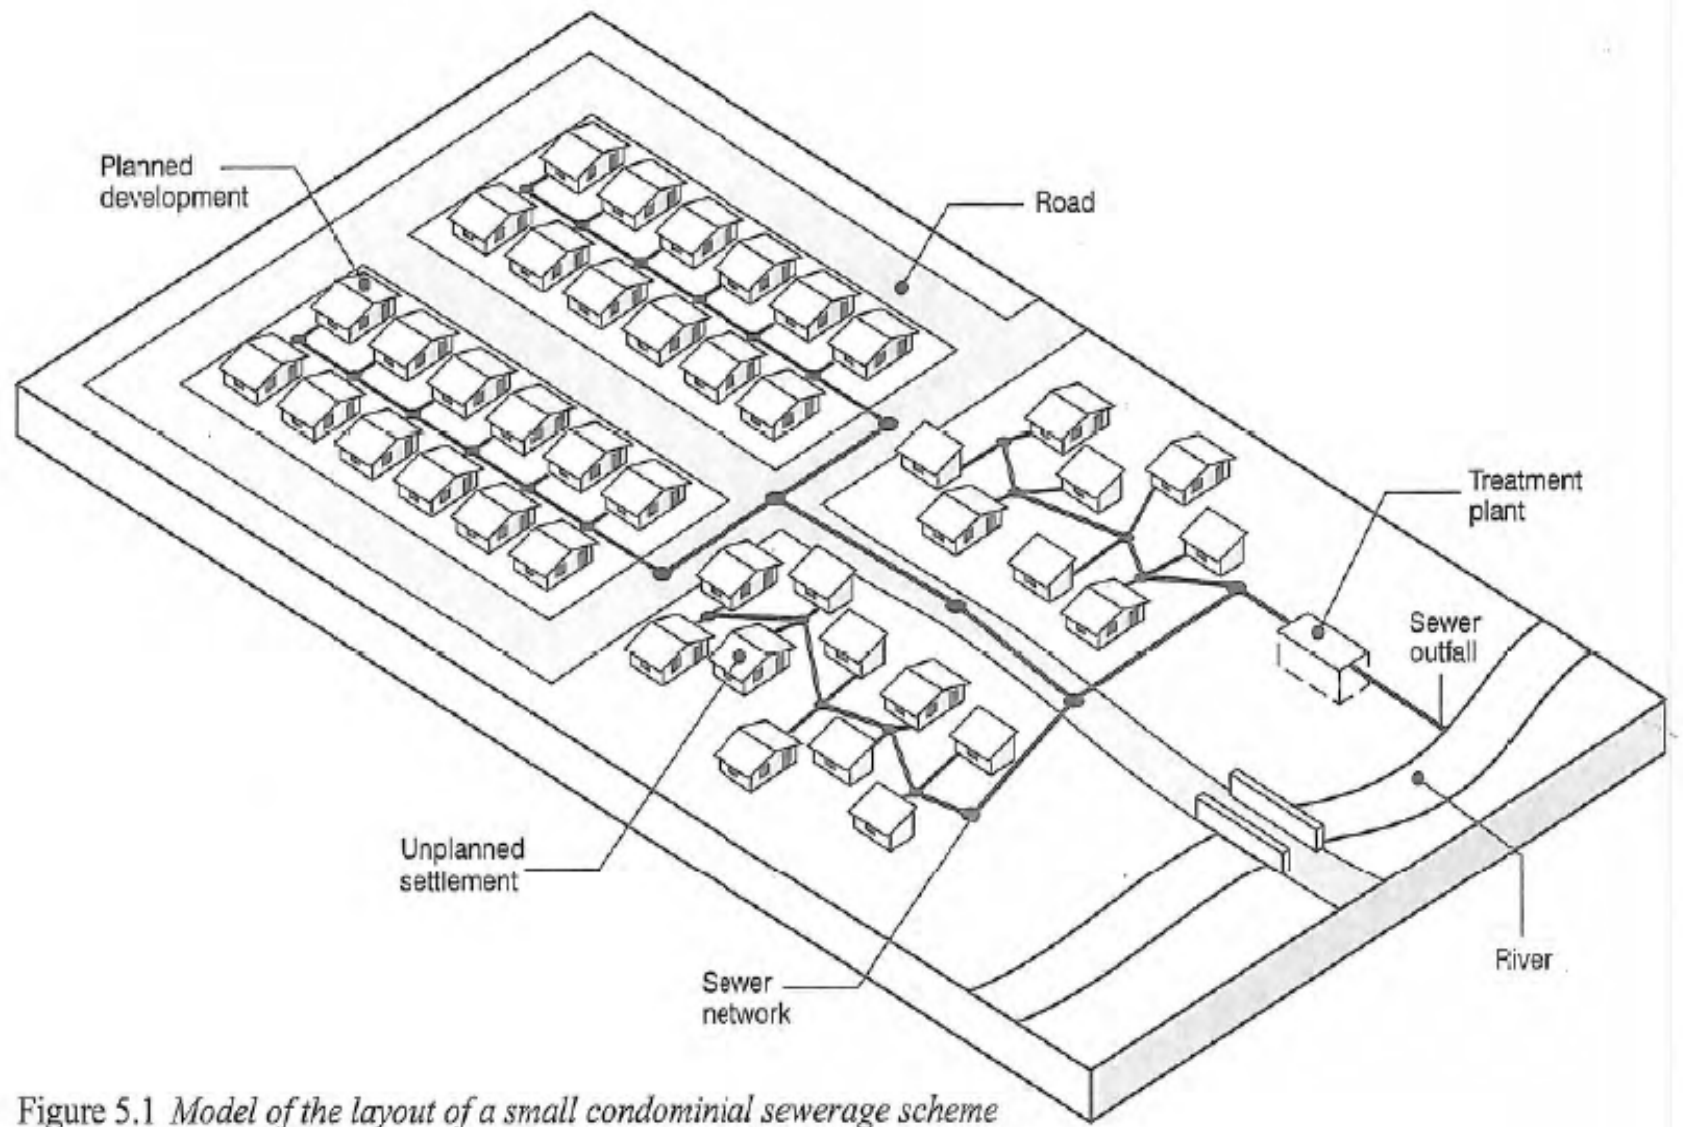 Planned
development
Road
Treatment
plant
Sewer
outfall
Unplanned
settlement
Sewer
network
River
Figure 5.1 Model of the layout of a small condominial sewerage scheme